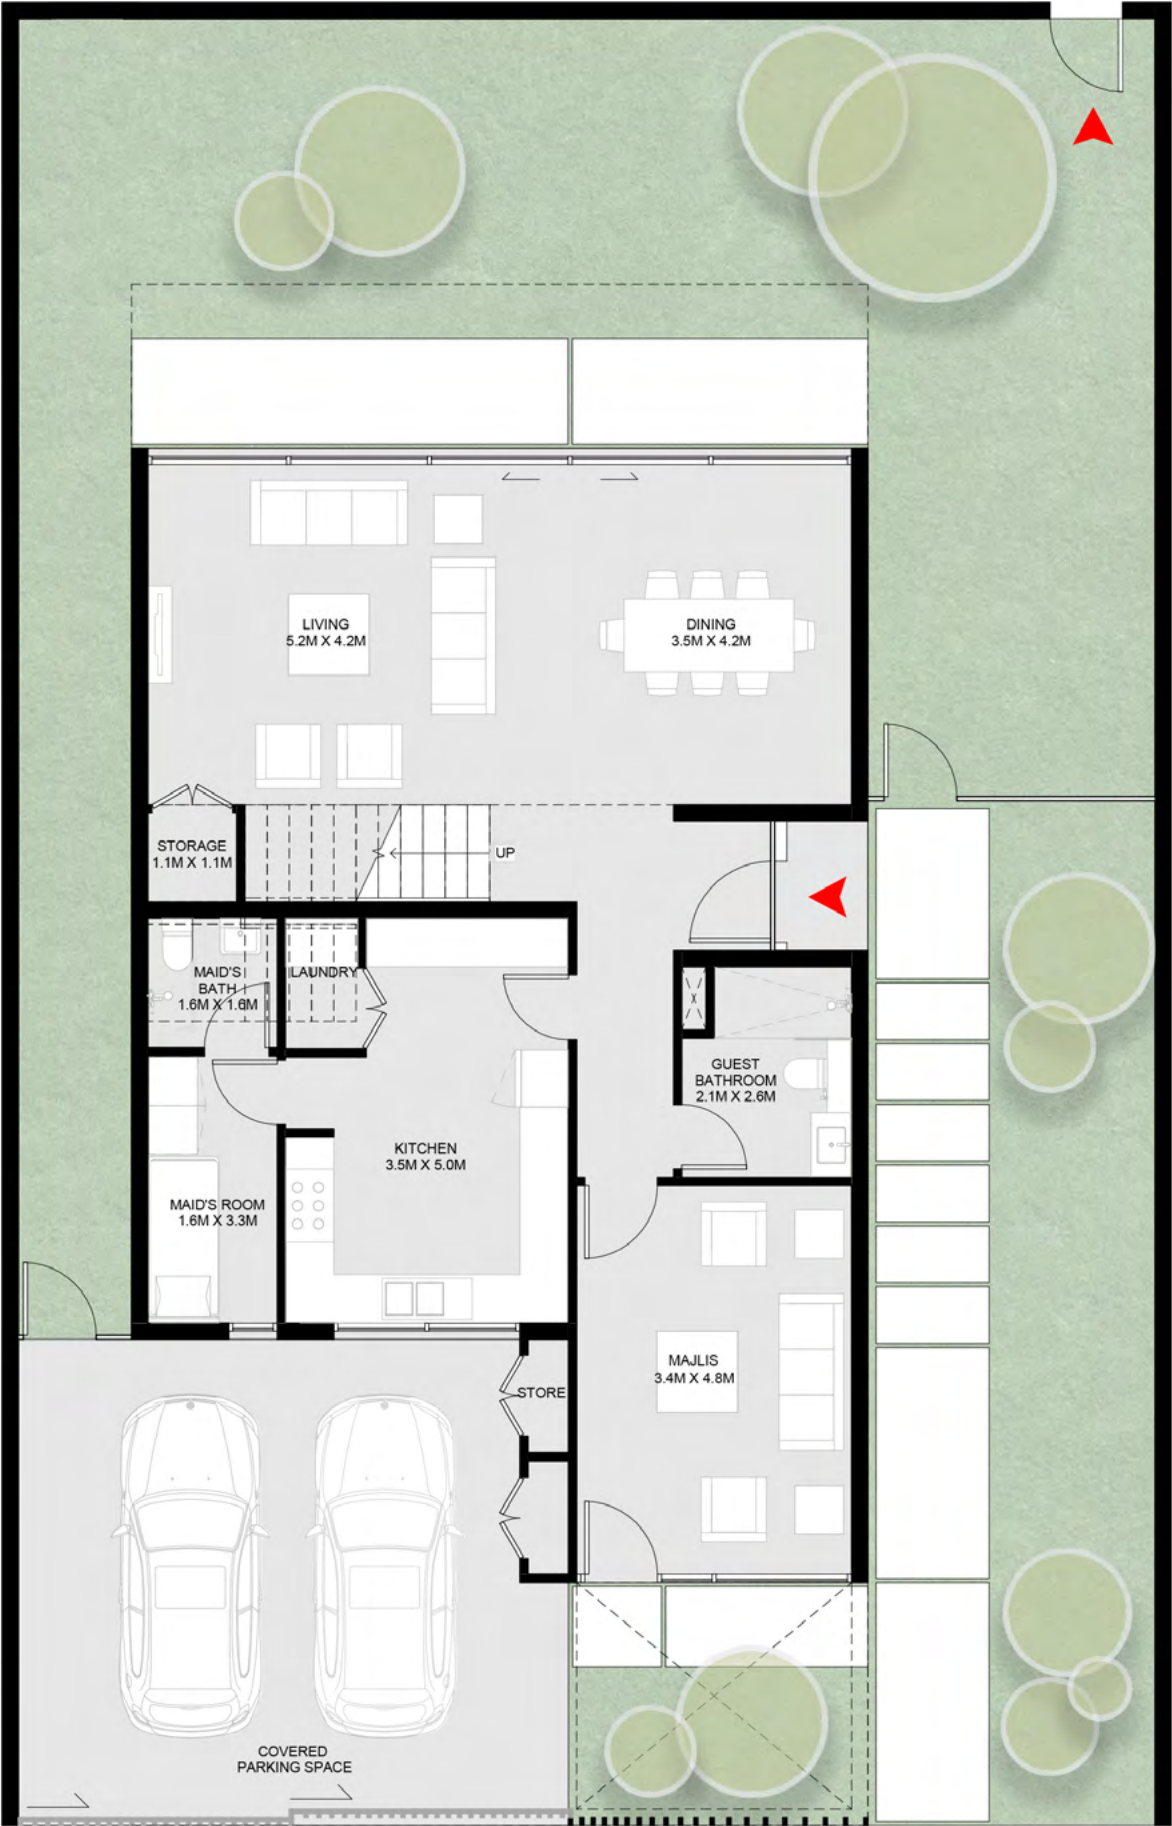 LIVING
5.2M X 4.2M
DINING
3.5M X 4.2M
STORAGE
1.1M X 1.1M
UP
MAID'S
BATH
1.6M X 1.6M
LAUNDRY
GUEST
BATHROOM
2.1M X 2.6M
KITCHEN
3.5M X 5.0M
MAID'S ROOM
1.6M X 3.3M
MAJLIS
3.4M X 4.8M
STORE
COVERED
PARKING SPACE